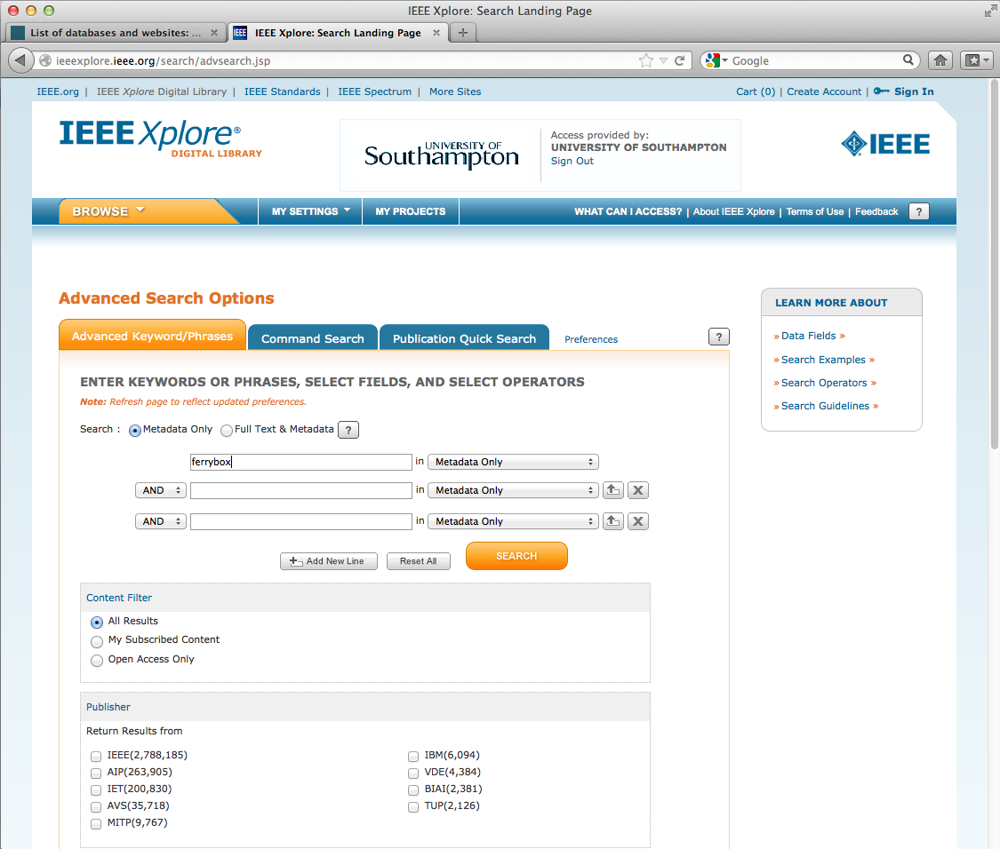 IEEE Xplore: Search Landing Page
List of databases and websites: ...
IEEE IEEE Xplore: Search Landing Page
ieeexplore.ieee.org/search/advsearch.jsp
Google
IEEE.org | IEEE Xplore Digital Library | IEEE Standards | IEEE Spectrum | More Sites
Cart (0) | Create Account | Sign In
IEEE Xplore®
DIGITAL LIBRARY
UNIVERSITY OF
Southampton
Access provided by:
UNIVERSITY OF SOUTHAMPTON
Sign Out
IEEE
BROWSE
MY SETTINGS
MY PROJECTS
WHAT CAN I ACCESS? | About IEEE Xplore | Terms of Use | Feedback ?
Advanced Search Options
Advanced Keyword/Phrases
Command Search
Publication Quick Search
Preferences
?
ENTER KEYWORDS OR PHRASES, SELECT FIELDS, AND SELECT OPERATORS
Note: Refresh page to reflect updated preferences.
Search : Metadata Only Full Text & Metadata ?
ferrybox in Metadata Only
AND in Metadata Only X
AND in Metadata Only X
Add New Line
Reset All
SEARCH
Content Filter
All Results
My Subscribed Content
Open Access Only
Publisher
Return Results from
IEEE(2,788,185)
AIP(263,905)
IET(200,830)
AVS(35,718)
MITP(9,767)
IBM(6,094)
VDE(4,384)
BIAI(2,381)
TUP(2,126)
LEARN MORE ABOUT
» Data Fields »
» Search Examples »
» Search Operators »
» Search Guidelines »